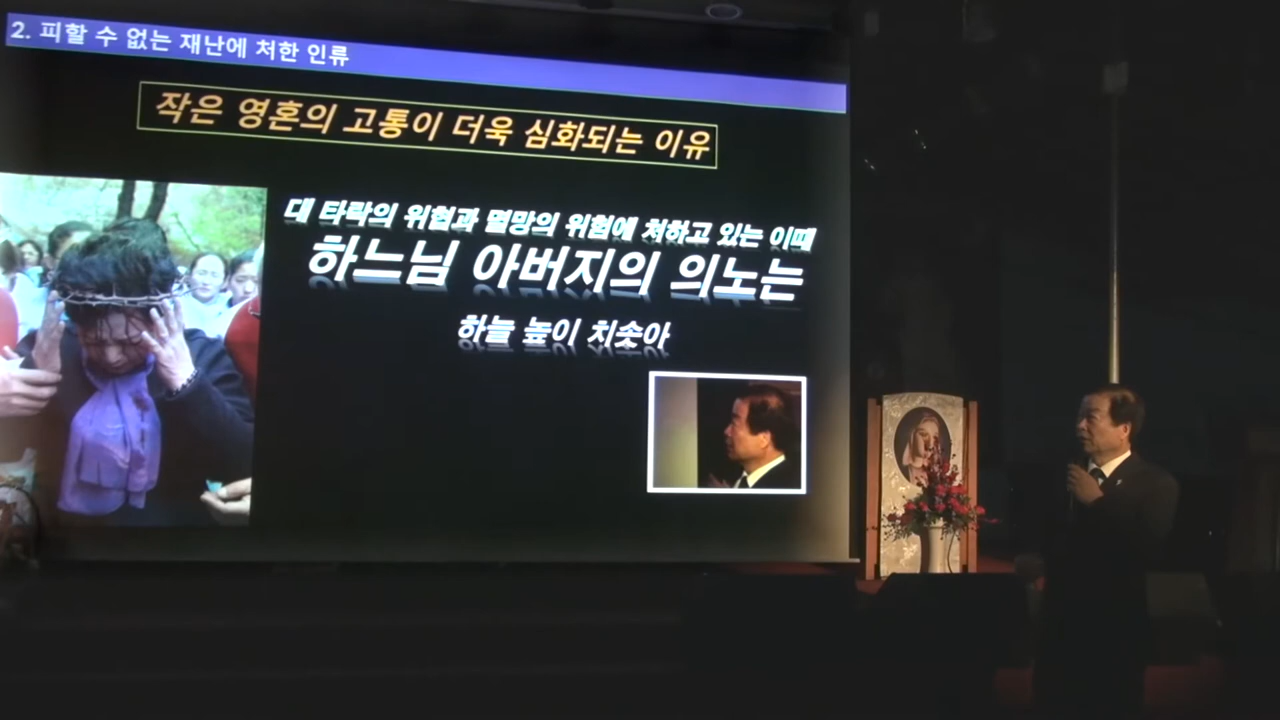 2. 피할 수 없는 재난에 처한 인류
작은 영혼의 고통이 더욱 심화되는 이유
대 타락의 위협과 멸망의 위험에 처하고 있는 이때
하느님 아버지의 의노는
하늘 높이 치솟아